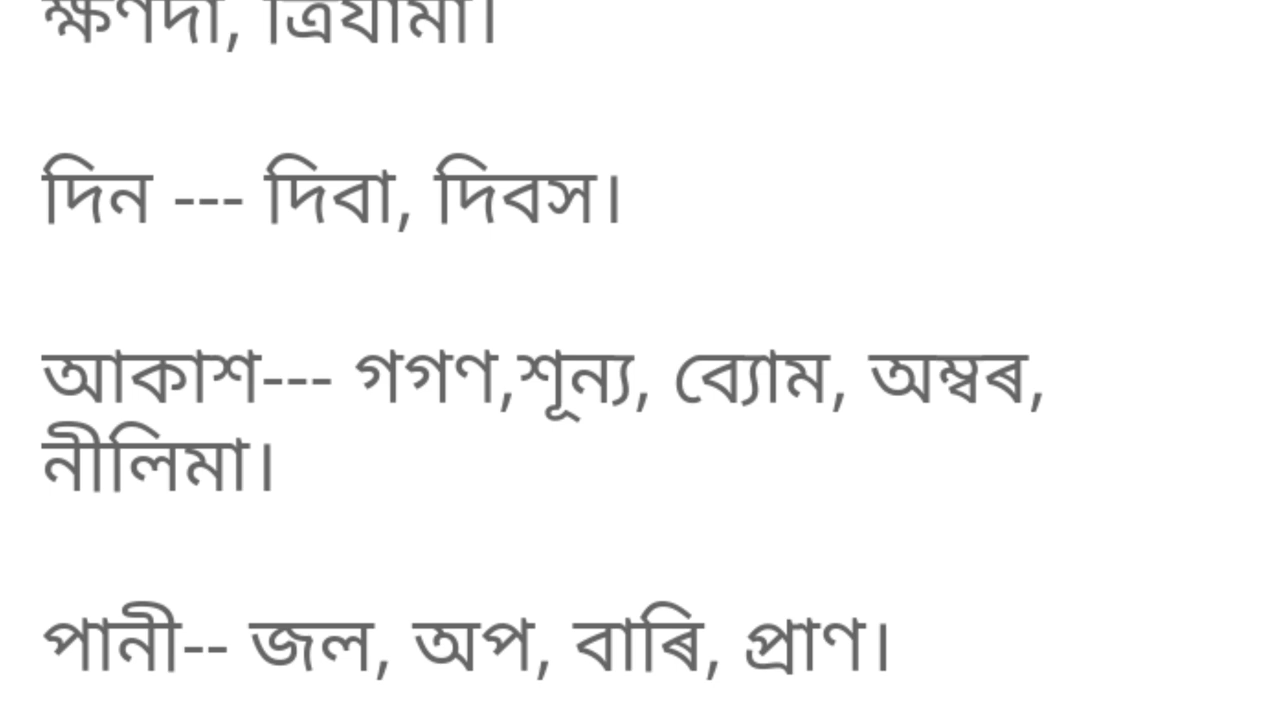 ক্ষণদা, ত্ৰিযামা।
দিন --- দিবা, দিবস।
আকাশ--- গগণ,শূন্য, ব্যোম, অম্বৰ,
নীলিমা।
পানী-- জল, অপ, বাৰি, প্ৰাণ।